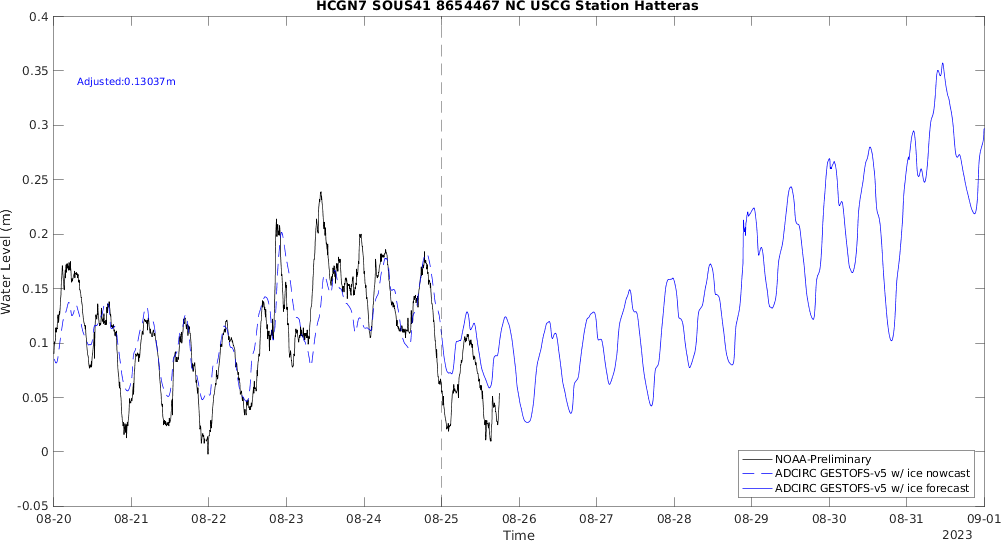 HCGN7 SOUS41 8654467 NC USCG Station Hatteras
0.4
0.35
Adjusted:0.13037m
0.3
0.25
0.2
Water Level (m)
0.15
0.1
0.05
0
-0.05
NOAA-Preliminary
ADCIRC GESTOFS-v5 w/ ice nowcast
ADCIRC GESTOFS-v5 w/ ice forecast
08-20 08-21 08-22 08-23 08-24 08-25 08-26 08-27 08-28 08-29 08-30 08-31 09-01
Time
2023